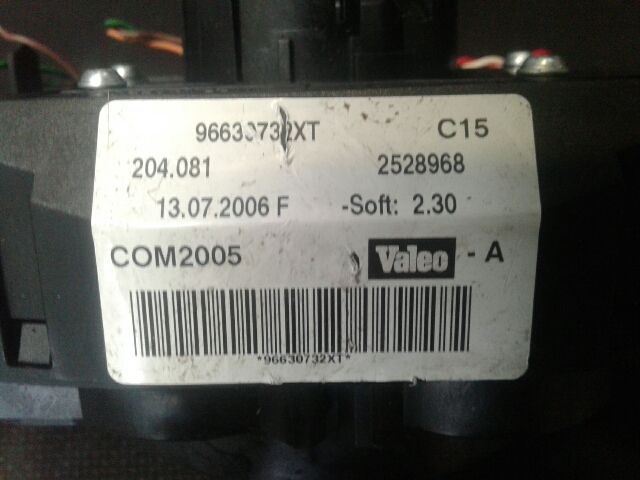 96630732XT C15
204.081 2528968
13.07.2006 F -Soft: 2.30
COM2005 Valeo - A
*96630732XT*